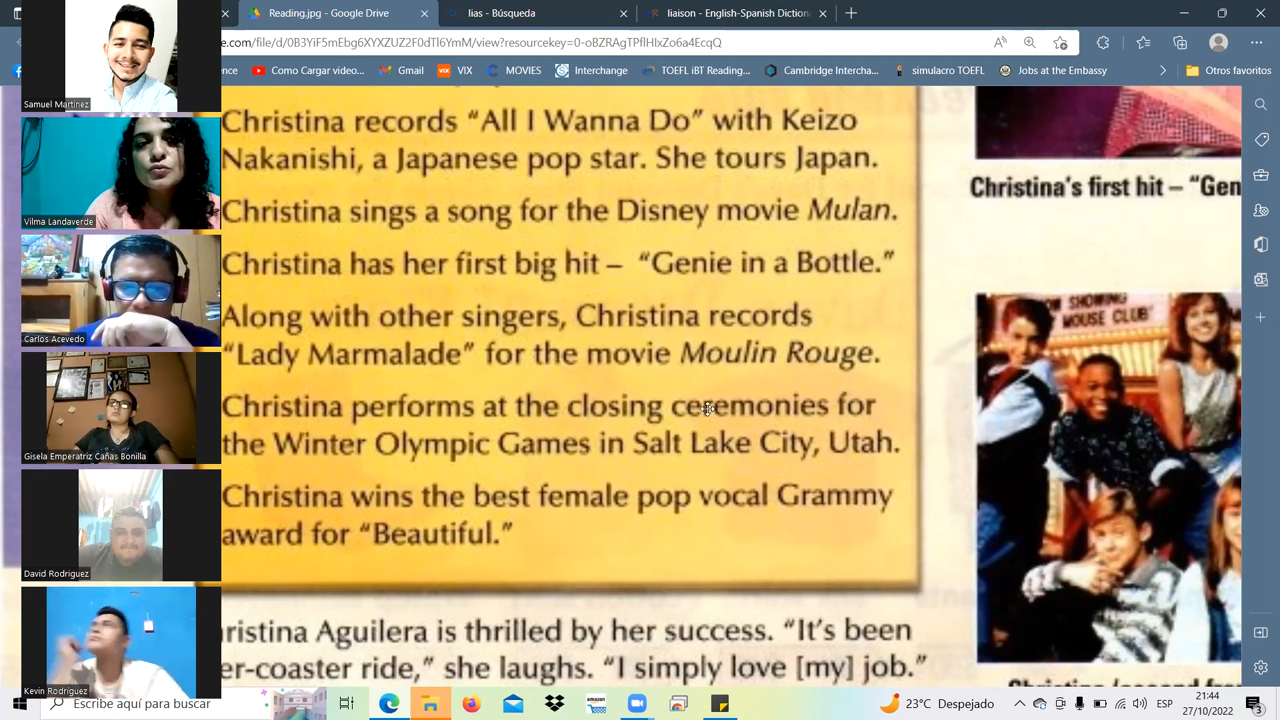 Reading.jpg - Google Drive
lias - Búsqueda
liaison - English-Spanish Dictiona
e.com/file/d/0B3YiF5mEbg6XYXZUZ2F0dTl6YmM/view?resourcekey=0-oBZRAgTPflHIxZo6a4EcqQ
ence
Como Cargar video...
Gmail
VIX
MOVIES
Interchange
TOEFL iBT Reading...
Cambridge Intercha...
simulacro TOEFL
Jobs at the Embassy
Otros favoritos
Samuel Martinez
Vilma Landaverde
Carlos Acevedo
Gisela Emperatriz Cañas Bonilla
David Rodriguez
Kevin Rodríguez
Christina records “All I Wanna Do” with Keizo
Nakanishi, a Japanese pop star. She tours Japan.
Christina sings a song for the Disney movie Mulan.
Christina has her first big hit – “Genie in a Bottle.”
Along with other singers, Christina records
“Lady Marmalade” for the movie Moulin Rouge.
Christina performs at the closing ceremonies for
the Winter Olympic Games in Salt Lake City, Utah.
Christina wins the best female pop vocal Grammy
award for “Beautiful.”
ristina Aguilera is thrilled by her success. “It’s been
er-coaster ride,” she laughs. “I simply love [my] job.”
Christina’s first hit – “Gen
OW SHOWING
MOUSE CLUB
Escribe aquí para buscar
23°C Despejado
ESP
21:44
27/10/2022
3